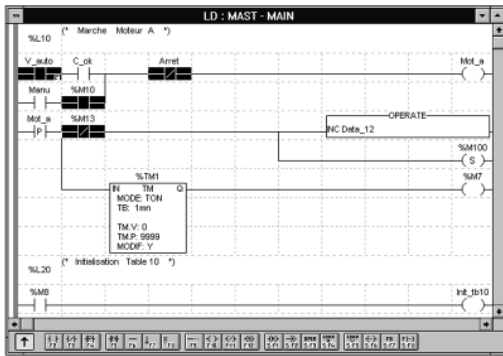 LD : MAST - MAIN
(* Marche Moteur A *)
%L10
V_auto C_ok Arret Mot_a
Manu %M10
Mot_a %M13
P
OPERATE
INC Data_12
%M100
S
%TM1 %M7
IN TM Q
MODE: TON
TB: 1mn
TM.V: 0
TM.P: 9999
MODIF: Y
(* Initialisation Table 10 *)
%L20
%M8 Init_tb10